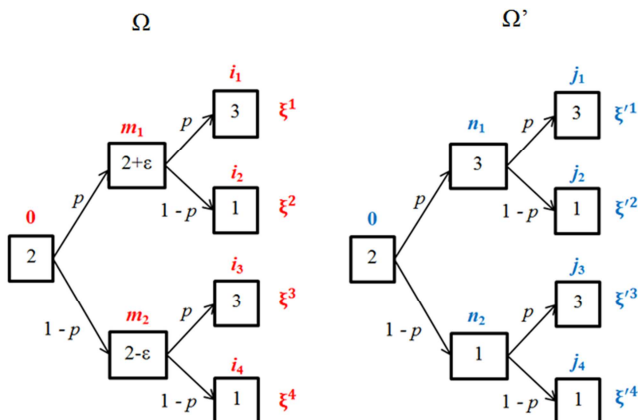 Ω
Ω’
i₁
3
ξ¹
p
m₁
2+ε
1 - p
i₂
1
ξ²
p
0
2
1 - p
i₃
3
ξ³
p
m₂
2-ε
1 - p
i₄
1
ξ⁴
j₁
3
ξ′¹
p
n₁
3
1 - p
j₂
1
ξ′²
p
0
2
1 - p
j₃
3
ξ′³
p
n₂
1
1 - p
j₄
1
ξ′⁴